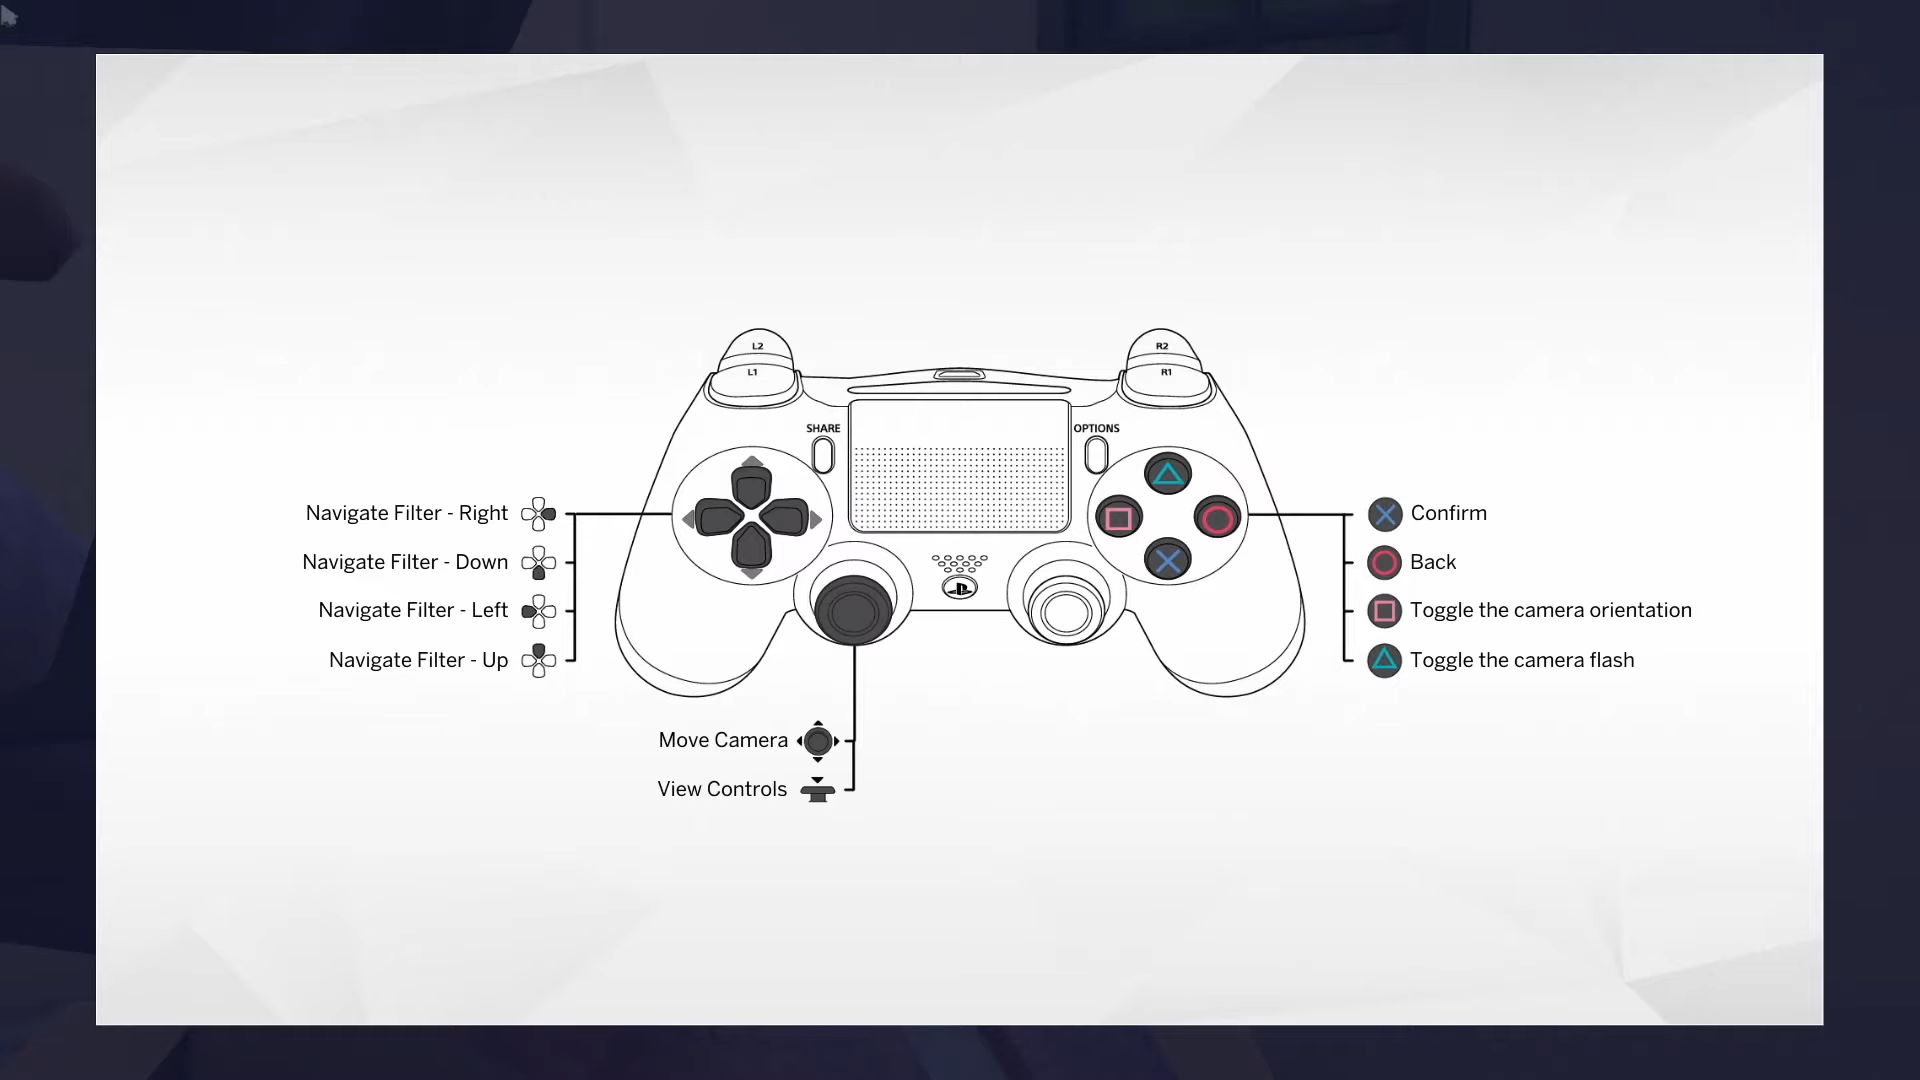 L2
L1
R2
R1
SHARE
OPTIONS
Navigate Filter - Right
Navigate Filter - Down
Navigate Filter - Left
Navigate Filter - Up
Confirm
Back
Toggle the camera orientation
Toggle the camera flash
Move Camera
View Controls